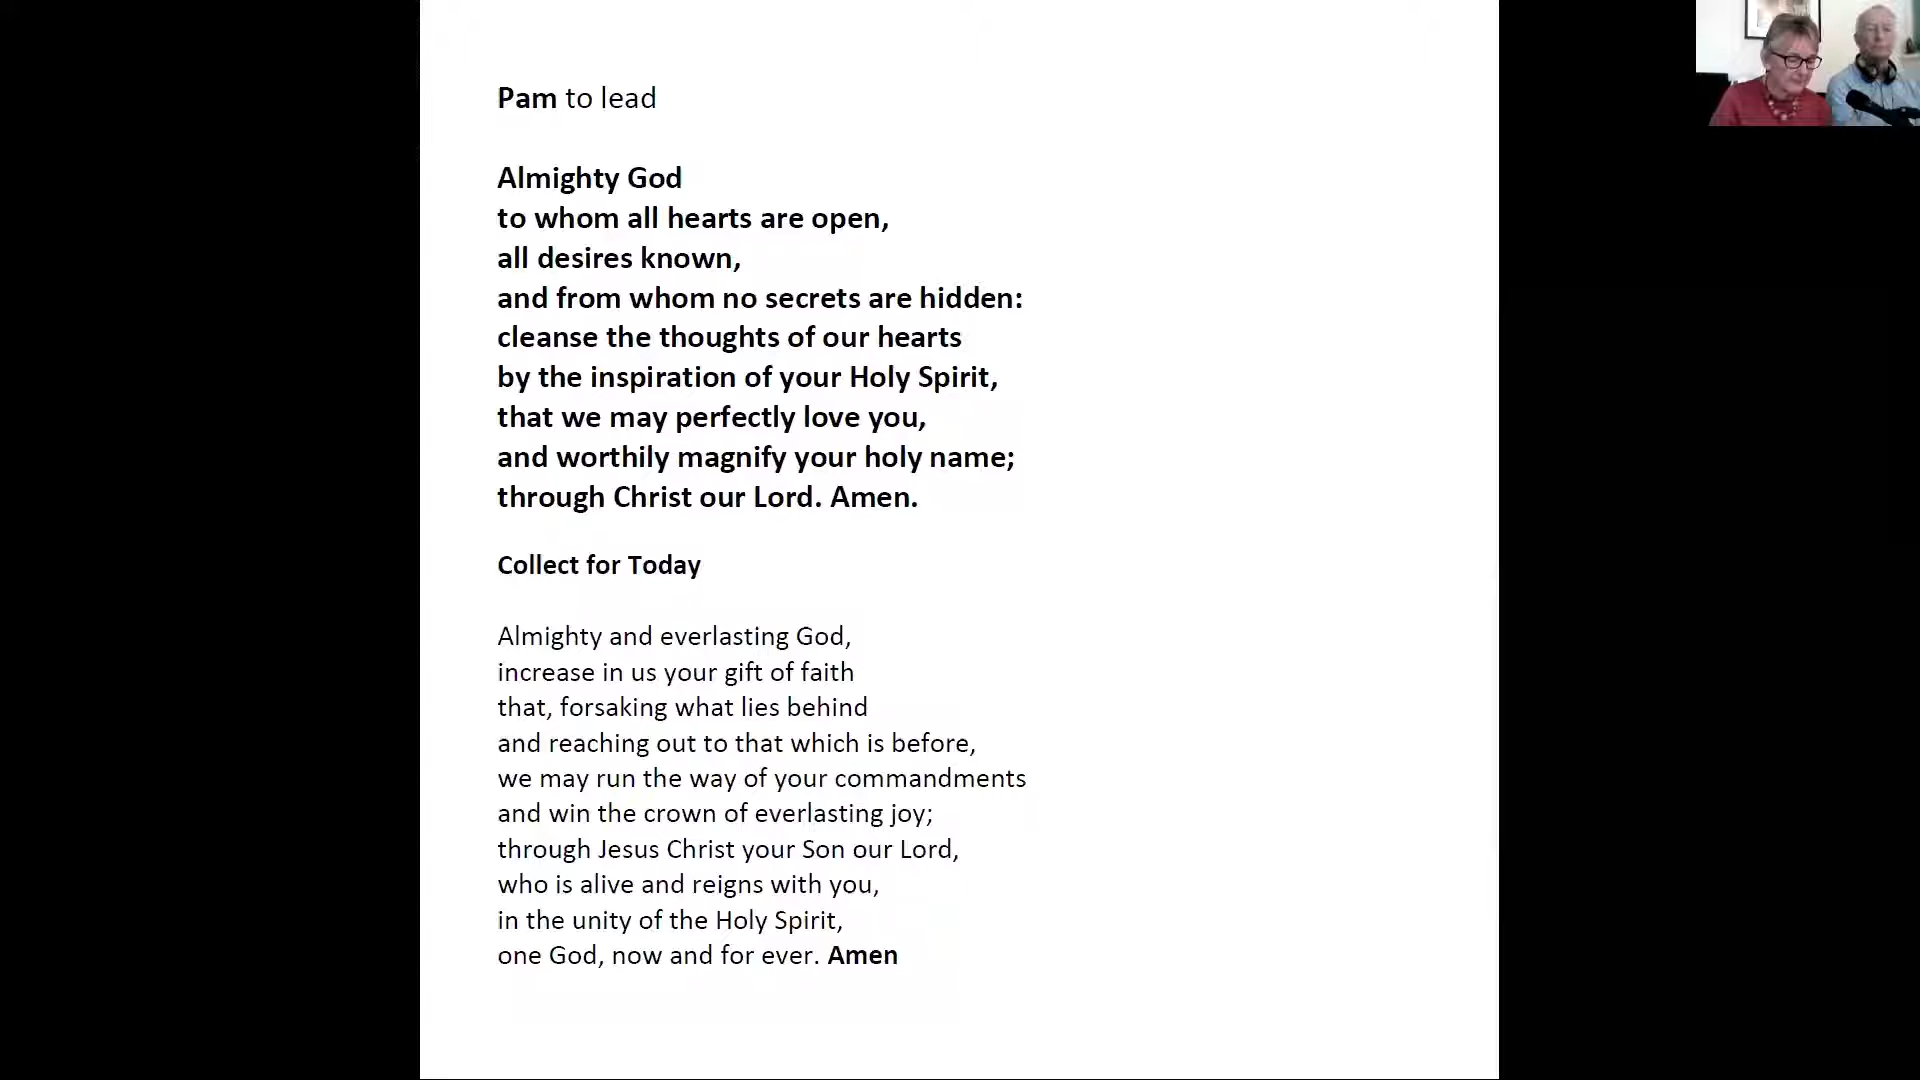 Pam to lead
Almighty God
to whom all hearts are open,
all desires known,
and from whom no secrets are hidden:
cleanse the thoughts of our hearts
by the inspiration of your Holy Spirit,
that we may perfectly love you,
and worthily magnify your holy name;
through Christ our Lord. Amen.
Collect for Today
Almighty and everlasting God,
increase in us your gift of faith
that, forsaking what lies behind
and reaching out to that which is before,
we may run the way of your commandments
and win the crown of everlasting joy;
through Jesus Christ your Son our Lord,
who is alive and reigns with you,
in the unity of the Holy Spirit,
one God, now and for ever. Amen